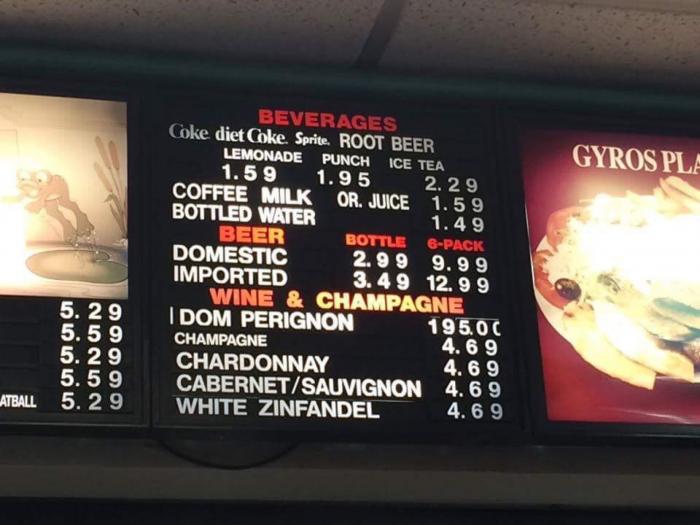 BEVERAGES
Coke diet Coke. Sprite. ROOT BEER
LEMONADE PUNCH ICE TEA
1.59 1.95 2.29
COFFEE MILK OR. JUICE 1.59
BOTTLED WATER 1.49
BEER BOTTLE 6-PACK
DOMESTIC 2.99 9.99
IMPORTED 3.49 12.99
WINE & CHAMPAGNE
DOM PERIGNON 195.00
CHAMPAGNE 4.69
CHARDONNAY 4.69
CABERNET/SAUVIGNON 4.69
WHITE ZINFANDEL 4.69
5.29
5.59
5.29
5.59
ATBALL 5.29
GYROS PLA